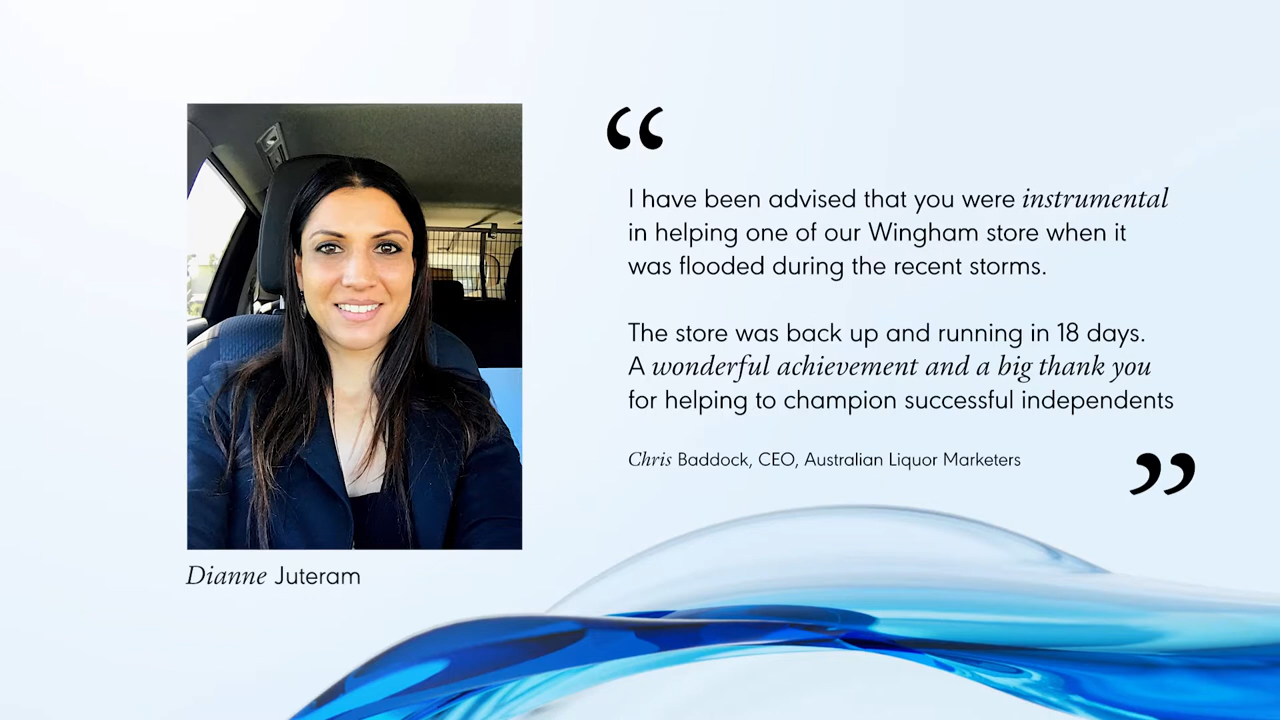 “
I have been advised that you were instrumental
in helping one of our Wingham store when it
was flooded during the recent storms.
The store was back up and running in 18 days.
A wonderful achievement and a big thank you
for helping to champion successful independents
Chris Baddock, CEO, Australian Liquor Marketers
”
Dianne Juteram